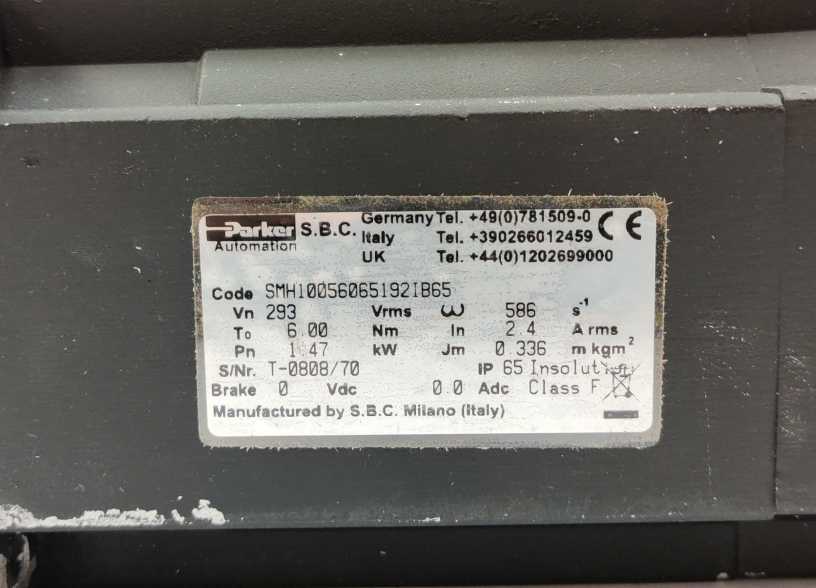 Parker S.B.C. Germany Tel. +49(0)781509-0 CE
Automation Italy Tel. +390266012459
UK Tel. +44(0)1202699000
Code SMH10056065192IB65
Vn 293 Vrms ω 586 s-1
To 6.00 Nm In 2.4 A rms
Pn 1.47 kW Jm 0.336 m kgm2
S/Nr. T-0808/70 IP 65 Insolut.
Brake 0 Vdc 0.0 Adc Class F
Manufactured by S.B.C. Milano (Italy)